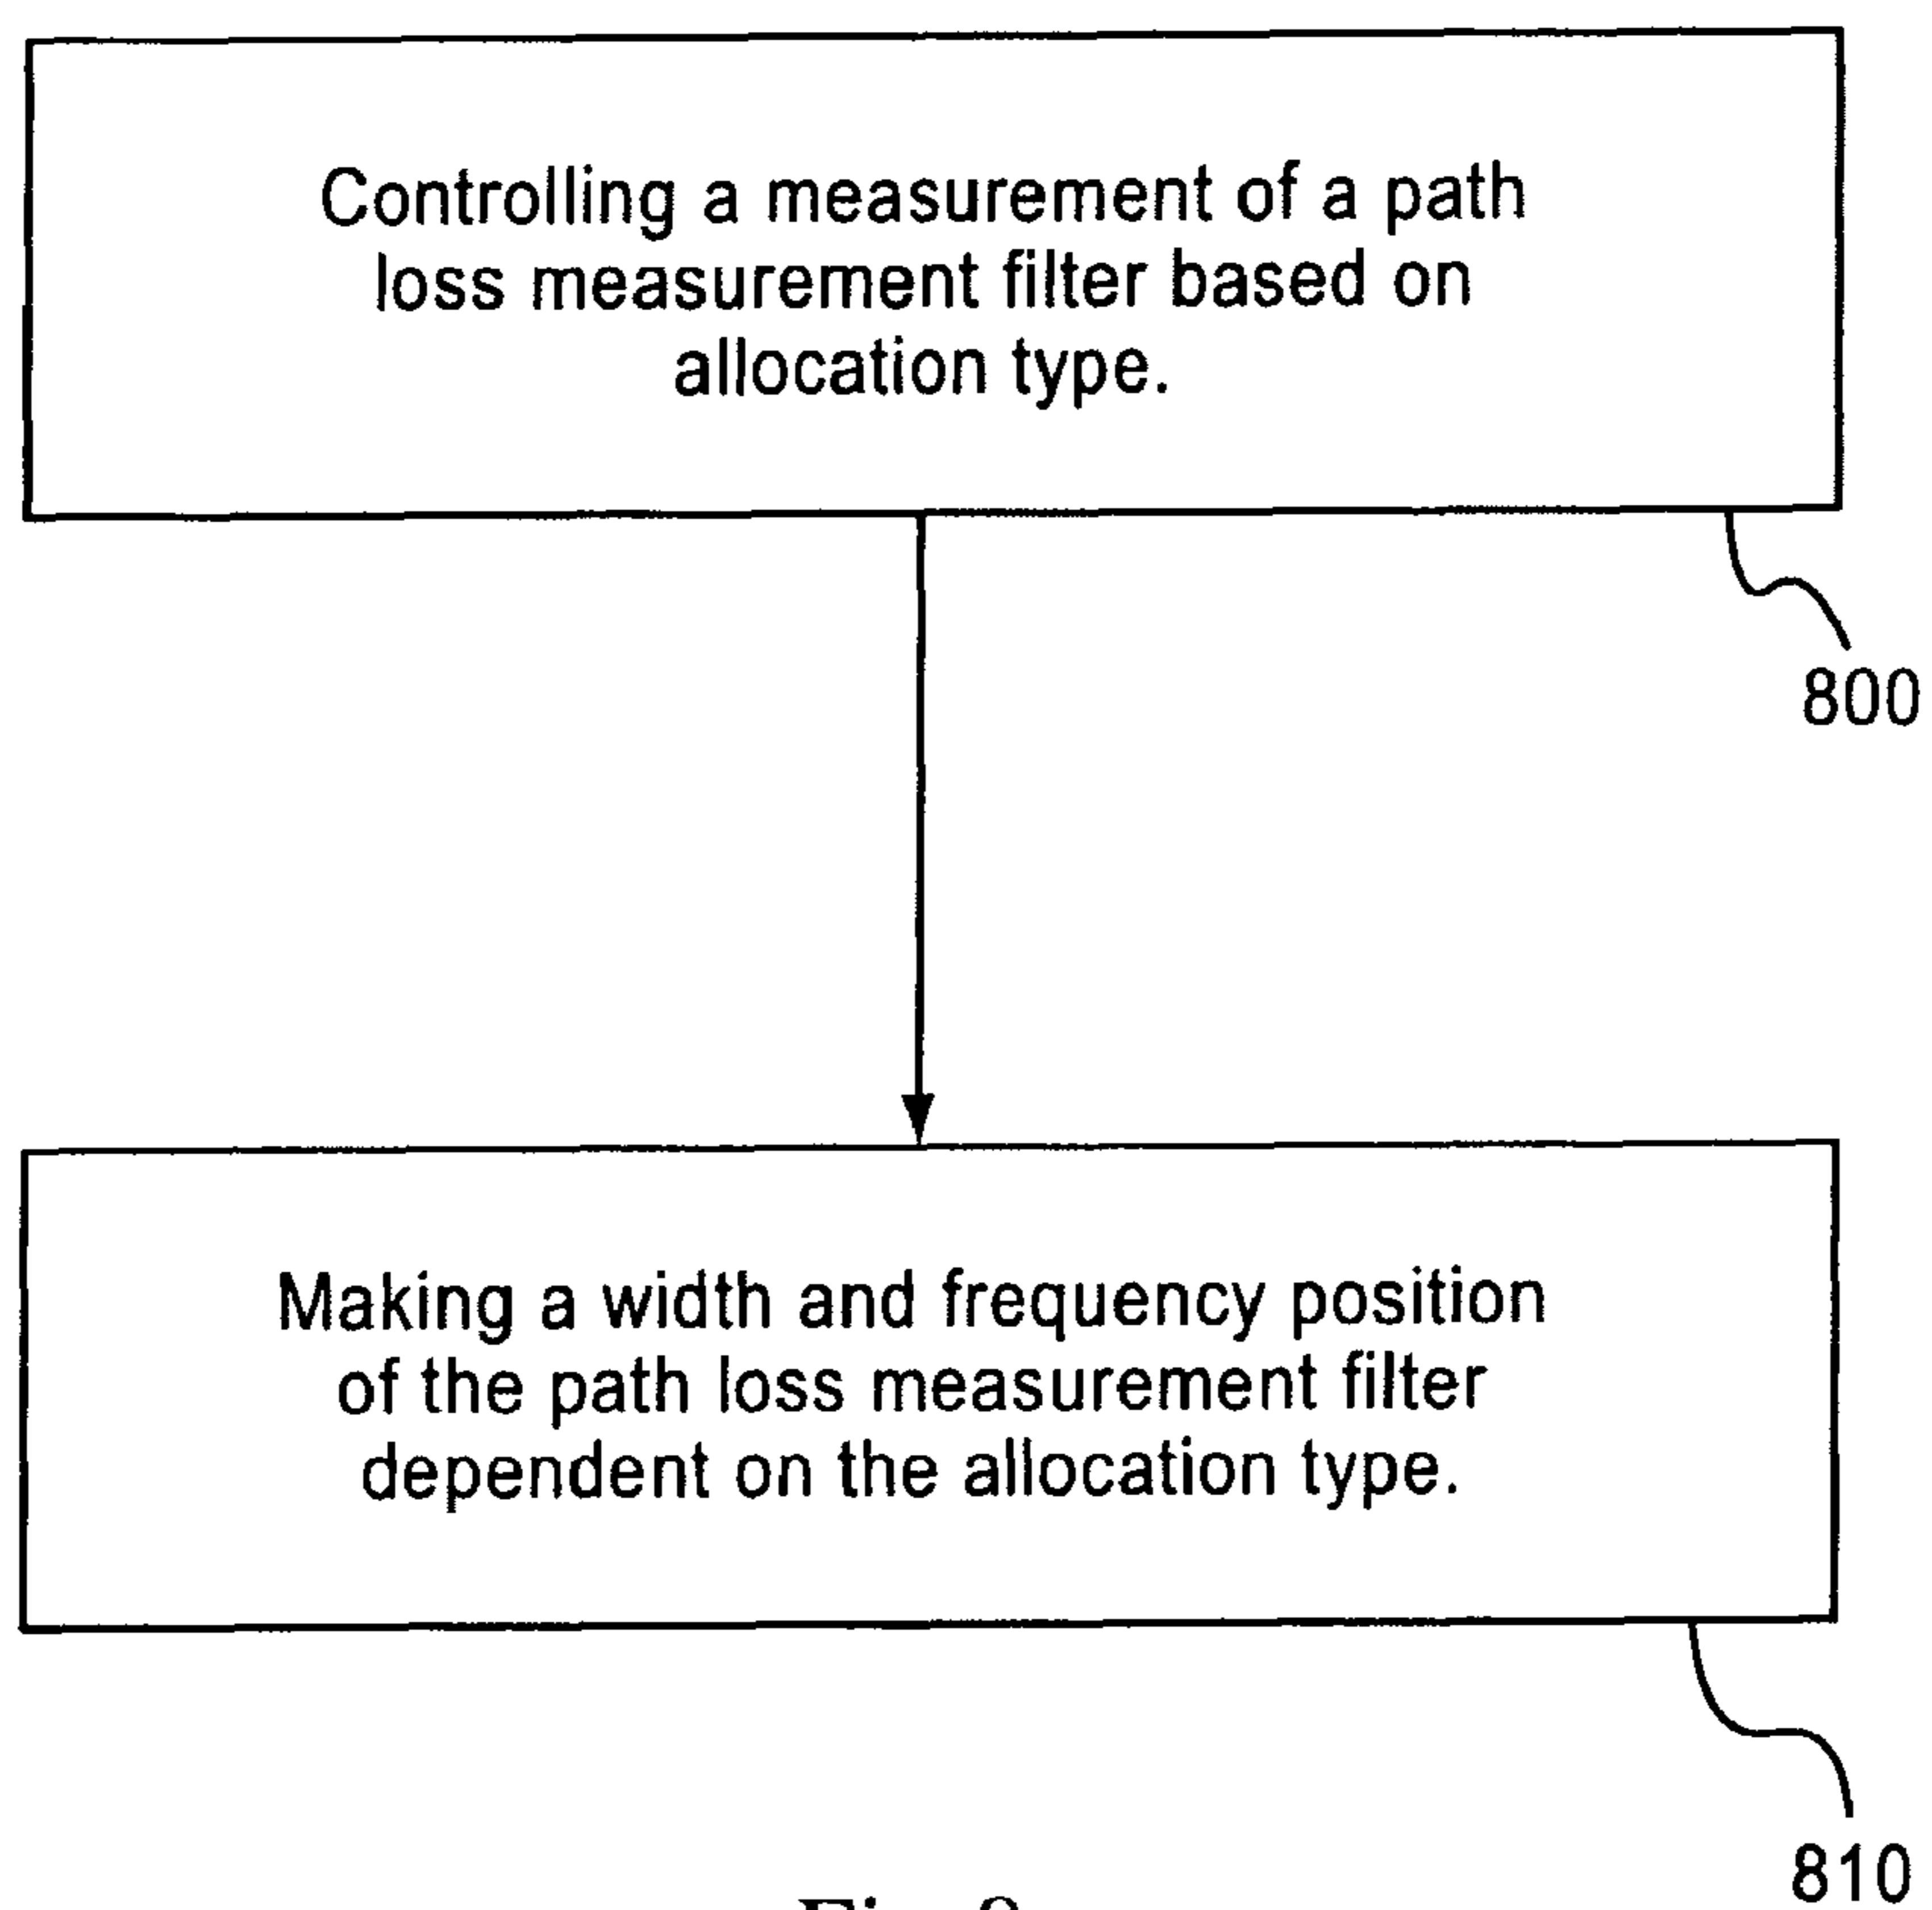 Controlling a measurement of a path
loss measurement filter based on
allocation type.
800
Making a width and frequency position
of the path loss measurement filter
dependent on the allocation type.
810